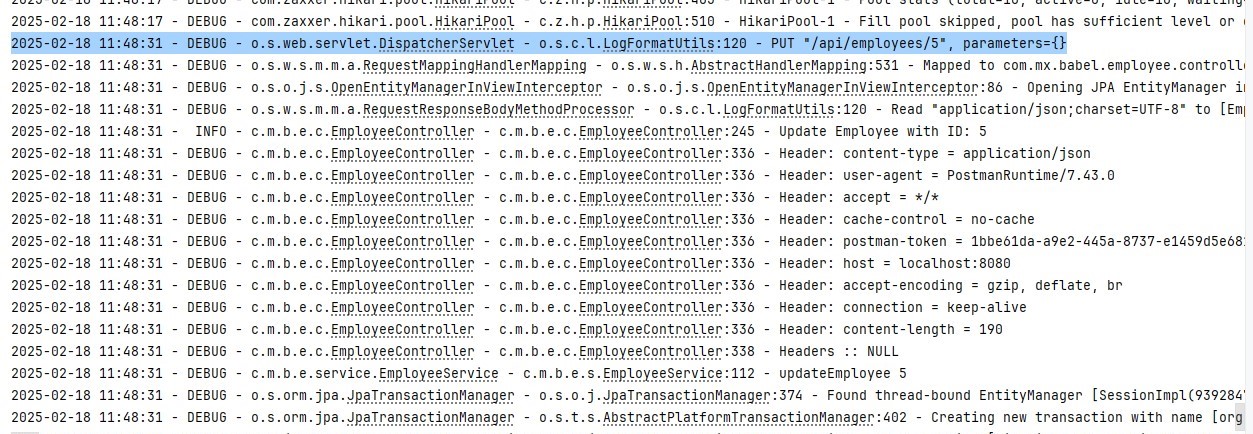 2025-02-18 11:48:17 - DEBUG - com.zaxxer.hikari.pool.HikariPool - c.z.h.p.HikariPool:
2025-02-18 11:48:17 - DEBUG - com.zaxxer.hikari.pool.HikariPool - c.z.h.p.HikariPool:510 - HikariPool-1 - Fill pool skipped, pool has sufficient level or
2025-02-18 11:48:31 - DEBUG - o.s.web.servlet.DispatcherServlet - o.s.c.l.LogFormatUtils:120 - PUT "/api/employees/5", parameters={}
2025-02-18 11:48:31 - DEBUG - o.s.w.s.m.m.a.RequestMappingHandlerMapping - o.s.w.s.h.AbstractHandlerMapping:531 - Mapped to com.mx.babel.employee.controlle
2025-02-18 11:48:31 - DEBUG - o.s.o.j.s.OpenEntityManagerInViewInterceptor - o.s.o.j.s.OpenEntityManagerInViewInterceptor:86 - Opening JPA EntityManager in
2025-02-18 11:48:31 - DEBUG - o.s.w.s.m.m.a.RequestResponseBodyMethodProcessor - o.s.c.l.LogFormatUtils:120 - Read "application/json;charset=UTF-8" to [Emp
2025-02-18 11:48:31 -  INFO - c.m.b.e.c.EmployeeController - c.m.b.e.c.EmployeeController:245 - Update Employee with ID: 5
2025-02-18 11:48:31 - DEBUG - c.m.b.e.c.EmployeeController - c.m.b.e.c.EmployeeController:336 - Header: content-type = application/json
2025-02-18 11:48:31 - DEBUG - c.m.b.e.c.EmployeeController - c.m.b.e.c.EmployeeController:336 - Header: user-agent = PostmanRuntime/7.43.0
2025-02-18 11:48:31 - DEBUG - c.m.b.e.c.EmployeeController - c.m.b.e.c.EmployeeController:336 - Header: accept = */*
2025-02-18 11:48:31 - DEBUG - c.m.b.e.c.EmployeeController - c.m.b.e.c.EmployeeController:336 - Header: cache-control = no-cache
2025-02-18 11:48:31 - DEBUG - c.m.b.e.c.EmployeeController - c.m.b.e.c.EmployeeController:336 - Header: postman-token = 1bbe61da-a9e2-445a-8737-e1459d5e68
2025-02-18 11:48:31 - DEBUG - c.m.b.e.c.EmployeeController - c.m.b.e.c.EmployeeController:336 - Header: host = localhost:8080
2025-02-18 11:48:31 - DEBUG - c.m.b.e.c.EmployeeController - c.m.b.e.c.EmployeeController:336 - Header: accept-encoding = gzip, deflate, br
2025-02-18 11:48:31 - DEBUG - c.m.b.e.c.EmployeeController - c.m.b.e.c.EmployeeController:336 - Header: connection = keep-alive
2025-02-18 11:48:31 - DEBUG - c.m.b.e.c.EmployeeController - c.m.b.e.c.EmployeeController:336 - Header: content-length = 190
2025-02-18 11:48:31 - DEBUG - c.m.b.e.c.EmployeeController - c.m.b.e.c.EmployeeController:338 - Headers :: NULL
2025-02-18 11:48:31 - DEBUG - c.m.b.e.service.EmployeeService - c.m.b.e.s.EmployeeService:112 - updateEmployee 5
2025-02-18 11:48:31 - DEBUG - o.s.orm.jpa.JpaTransactionManager - o.s.o.j.JpaTransactionManager:374 - Found thread-bound EntityManager [SessionImpl(939284
2025-02-18 11:48:31 - DEBUG - o.s.orm.jpa.JpaTransactionManager - o.s.t.s.AbstractPlatformTransactionManager:402 - Creating new transaction with name [org